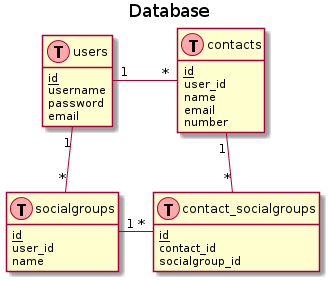 Database
T users
id
username
password
email
1 *
T contacts
id
user_id
name
email
number
1
*
1
*
T socialgroups
id
user_id
name
1 *
T contact_socialgroups
id
contact_id
socialgroup_id